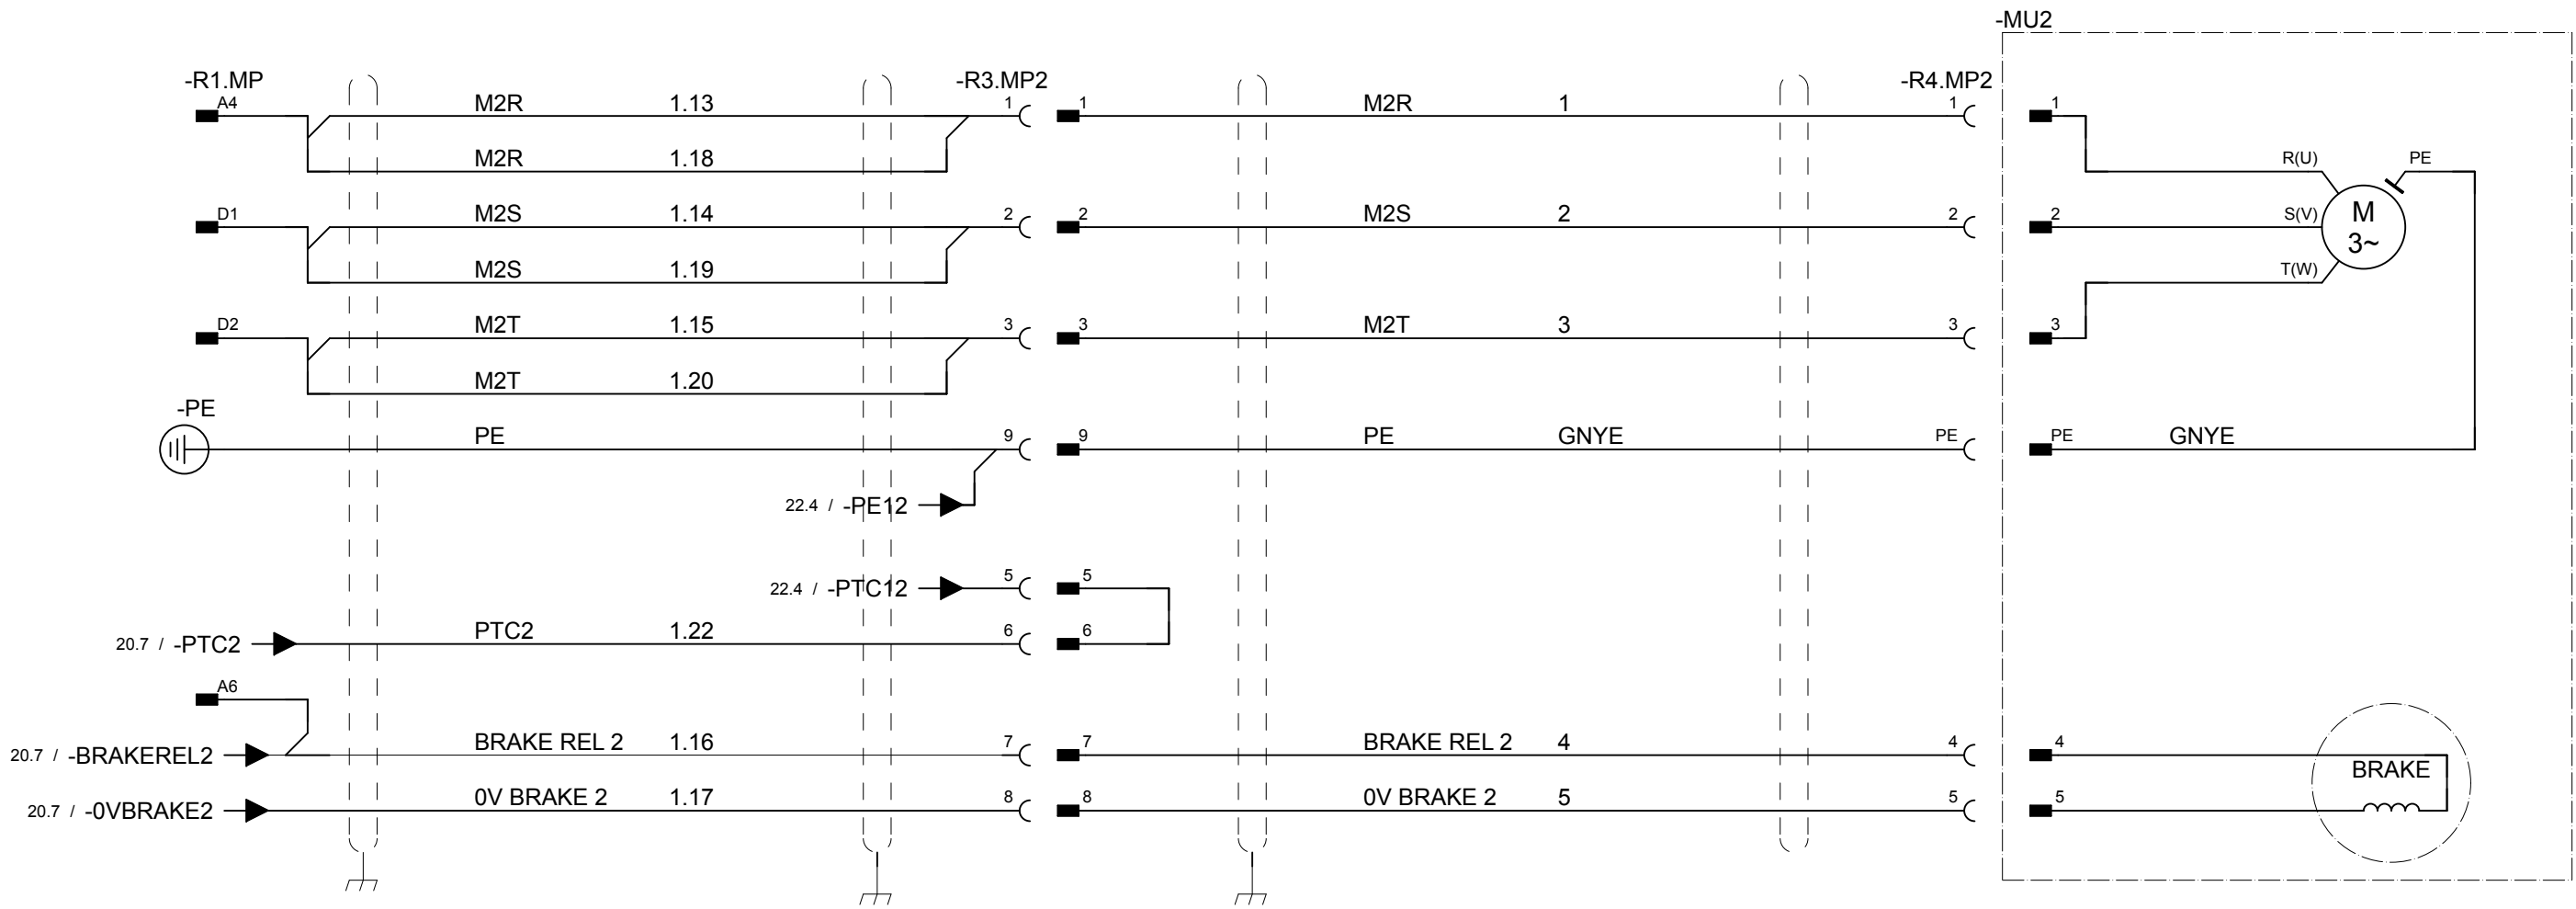 -MU2
-R1.MP -R3.MP2 -R4.MP2
A4 M2R 1.13 1 1 M2R 1 1 1
M2R 1.18 R(U) PE
D1 M2S 1.14 2 2 M2S 2 2 2 S(V) M
3~
M2S 1.19 T(W)
D2 M2T 1.15 3 3 M2T 3 3 3
M2T 1.20
-PE
PE 9 9 PE GNYE PE PE GNYE
22.4 / -PE12
22.4 / -PTC12 5 5
20.7 / -PTC2 PTC2 1.22 6 6
A6
20.7 / -BRAKEREL2 BRAKE REL 2 1.16 7 7 BRAKE REL 2 4 4 4
BRAKE
20.7 / -0VBRAKE2 0V BRAKE 2 1.17 8 8 0V BRAKE 2 5 5 5